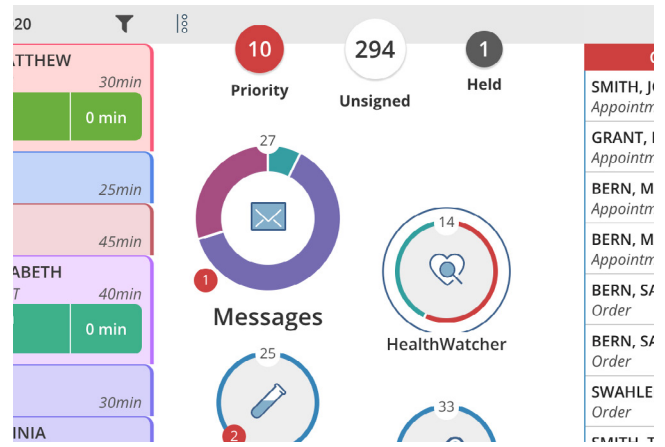 20
TTHEW
30min
0 min
25min
45min
ABETH
T
40min
0 min
30min
INIA
10
Priority
294
Unsigned
1
Held
27
1
Messages
14
HealthWatcher
25
2
33
SMITH, J
Appointm
GRANT,
Appointm
BERN, M
Appointm
BERN, M
Appointm
BERN, SA
Order
BERN, SA
Order
SWAHLE
Order
SMITH, T